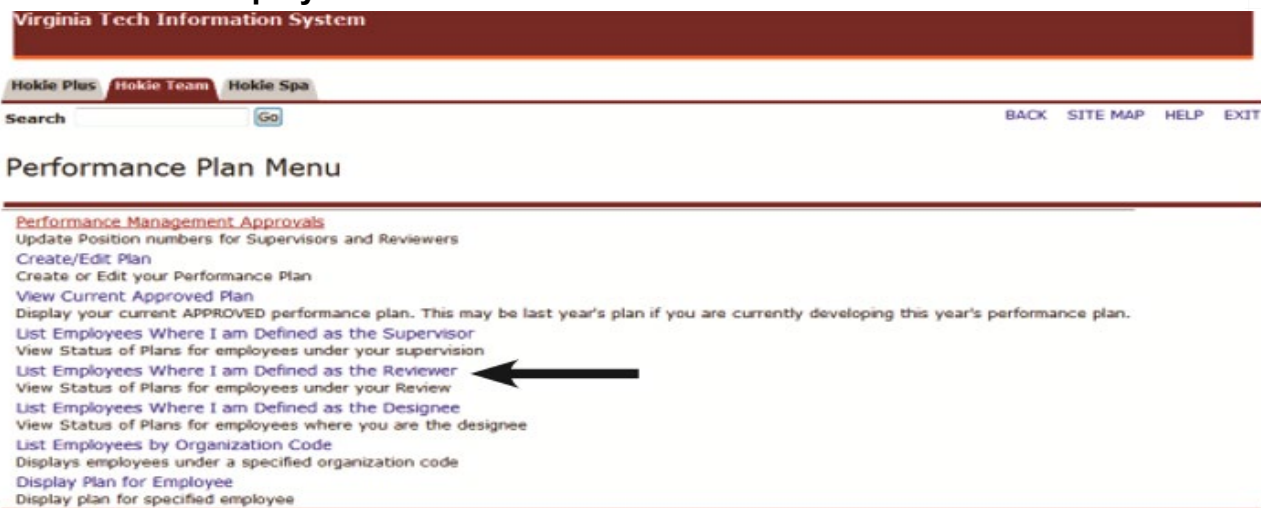 Virginia Tech Information System
Hokie Plus Hokie Team Hokie Spa
Search Go BACK SITE MAP HELP EXIT
Performance Plan Menu
Performance Management Approvals
Update Position numbers for Supervisors and Reviewers
Create/Edit Plan
Create or Edit your Performance Plan
View Current Approved Plan
Display your current APPROVED performance plan. This may be last year's plan if you are currently developing this year's performance plan.
List Employees Where I am Defined as the Supervisor
View Status of Plans for employees under your supervision
List Employees Where I am Defined as the Reviewer
View Status of Plans for employees under your Review
List Employees Where I am Defined as the Designee
View Status of Plans for employees where you are the designee
List Employees by Organization Code
Displays employees under a specified organization code
Display Plan for Employee
Display plan for specified employee